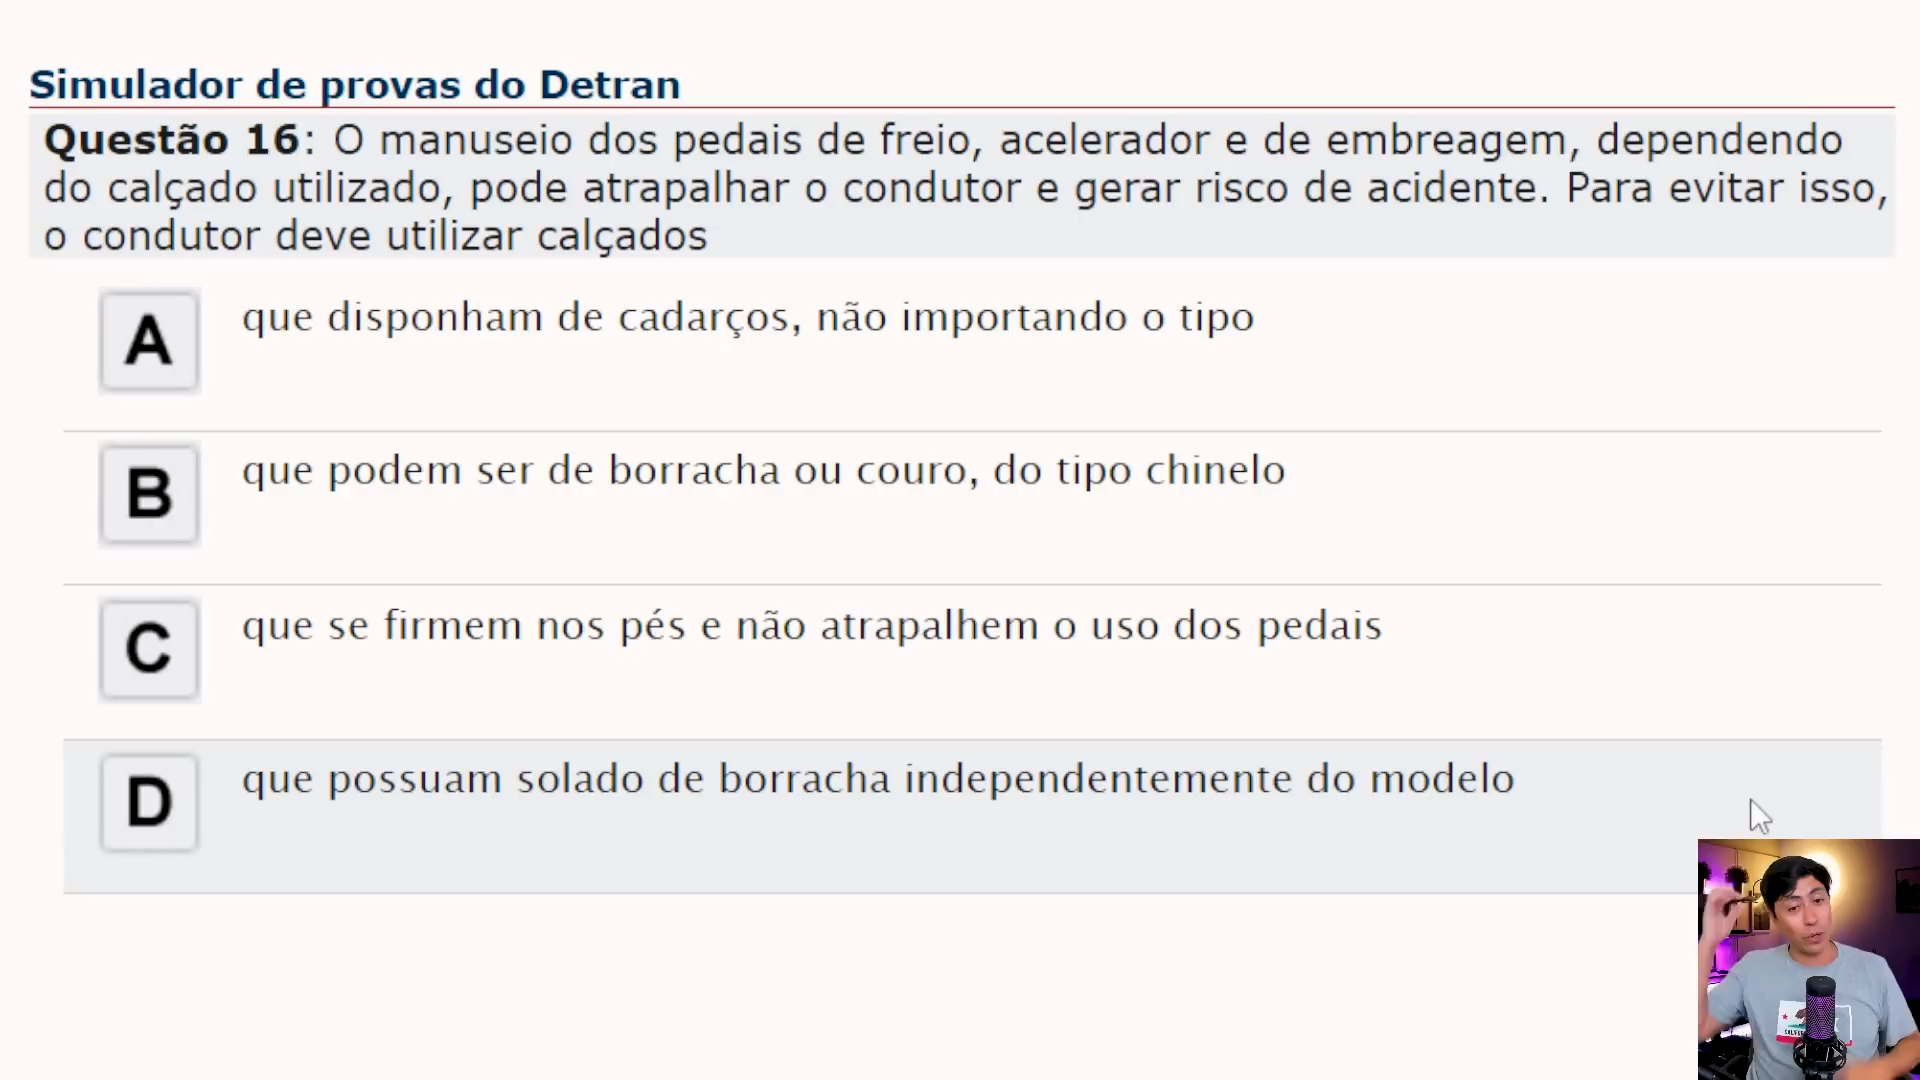 Simulador de provas do Detran
Questão 16: O manuseio dos pedais de freio, acelerador e de embreagem, dependendo
do calçado utilizado, pode atrapalhar o condutor e gerar risco de acidente. Para evitar isso,
o condutor deve utilizar calçados
A que disponham de cadarços, não importando o tipo
B que podem ser de borracha ou couro, do tipo chinelo
C que se firmem nos pés e não atrapalhem o uso dos pedais
D que possuam solado de borracha independentemente do modelo